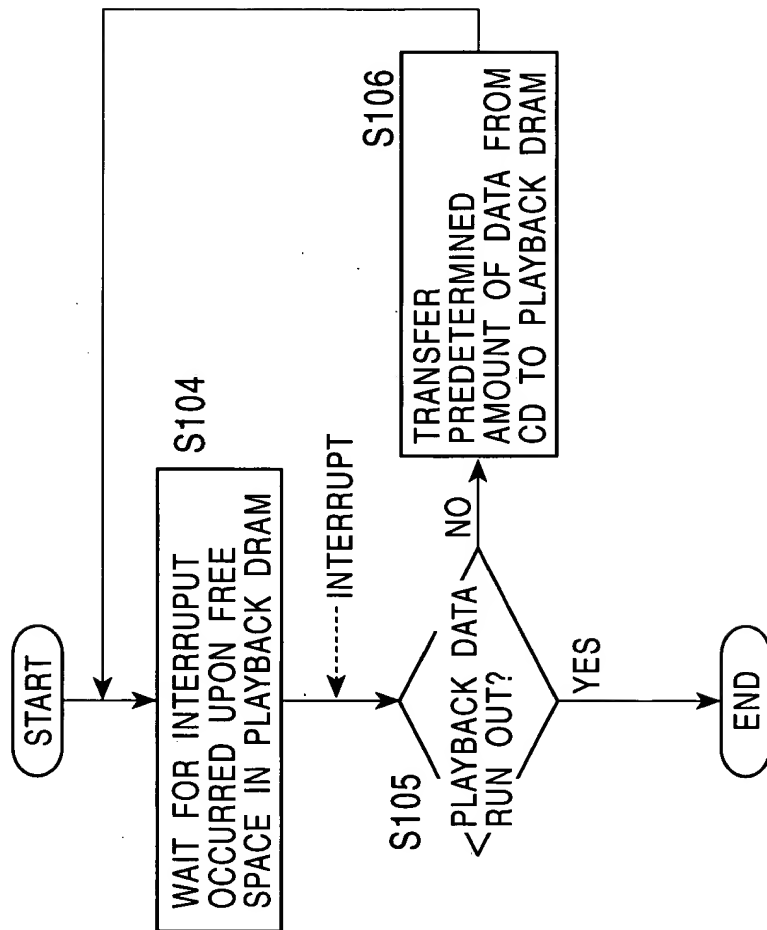 START
S104
WAIT FOR INTERRUPUT
OCCURRED UPON FREE
SPACE IN PLAYBACK DRAM
INTERRUPT
S105
PLAYBACK DATA
RUN OUT?
NO
YES
S106
TRANSFER
PREDETERMINED
AMOUNT OF DATA FROM
CD TO PLAYBACK DRAM
END